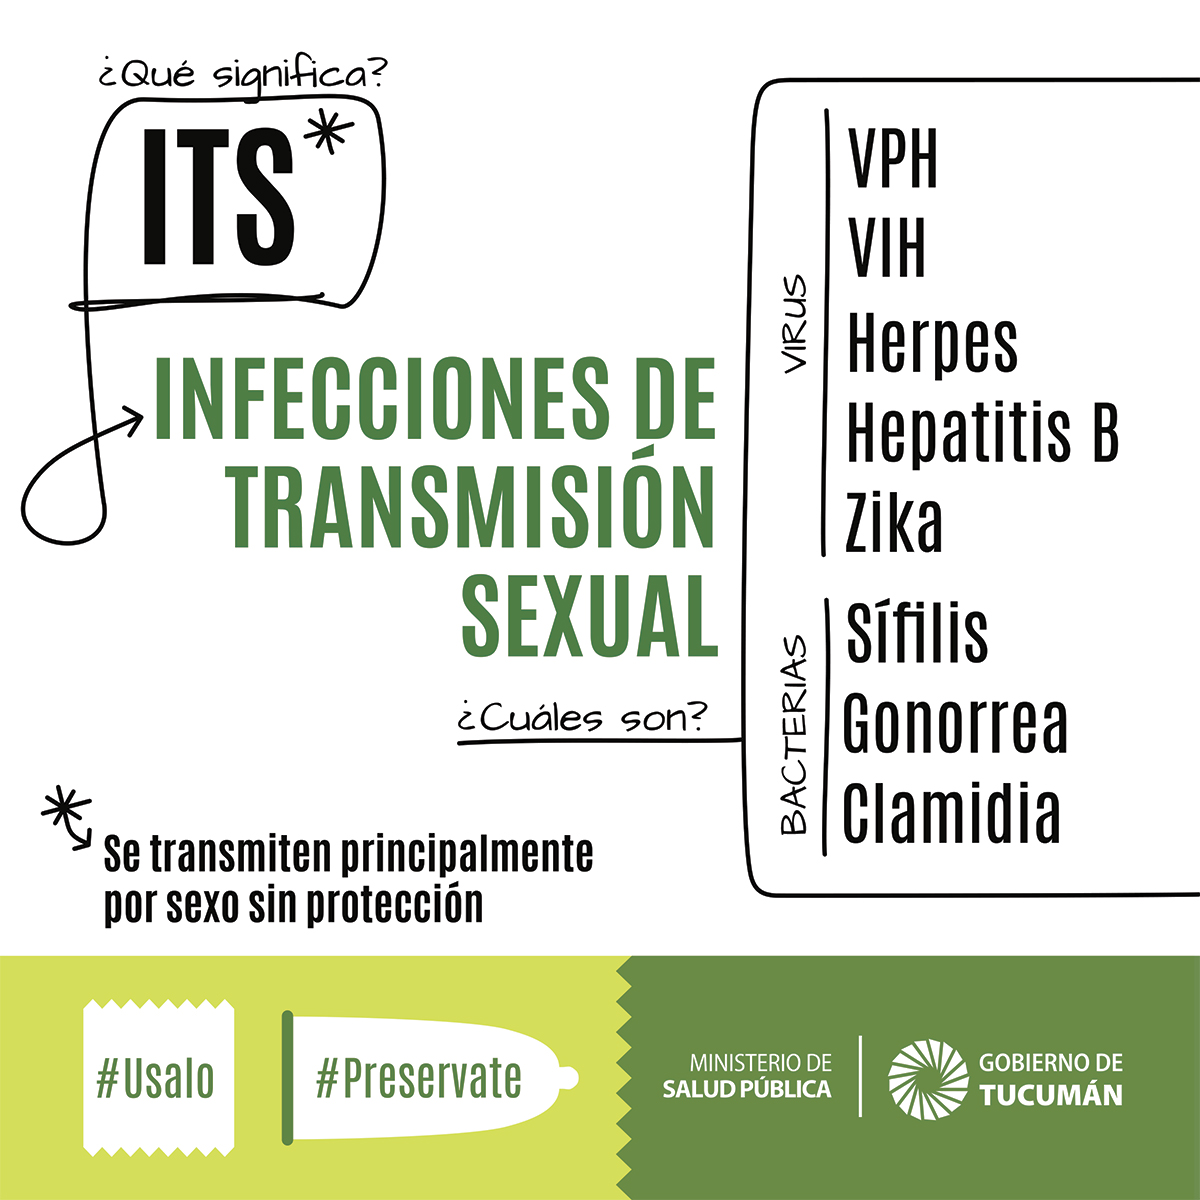 ¿Qué significa?
ITS*
INFECCIONES DE
TRANSMISIÓN
SEXUAL
¿Cuáles son?
VIRUS
VPH
VIH
Herpes
Hepatitis B
Zika
BACTERIAS
Sífilis
Gonorrea
Clamidia
* Se transmiten principalmente
por sexo sin protección
#Usalo
#Preservate
MINISTERIO DE
SALUD PÚBLICA
GOBIERNO DE
TUCUMÁN